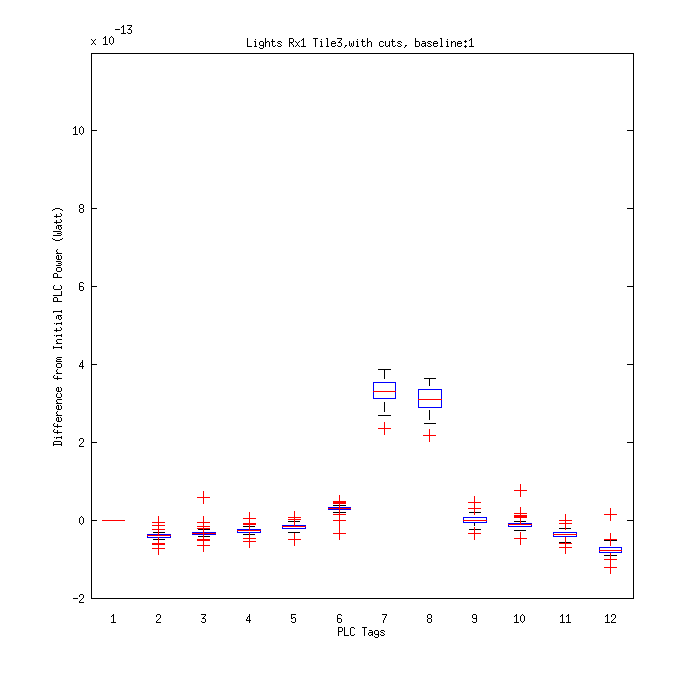 x 10^-13
Lights Rx1 Tile3,with cuts, baseline:1
Difference from Initial PLC Power (Watt)
10
8
6
4
2
0
-2
1 2 3 4 5 6 7 8 9 10 11 12
PLC Tags